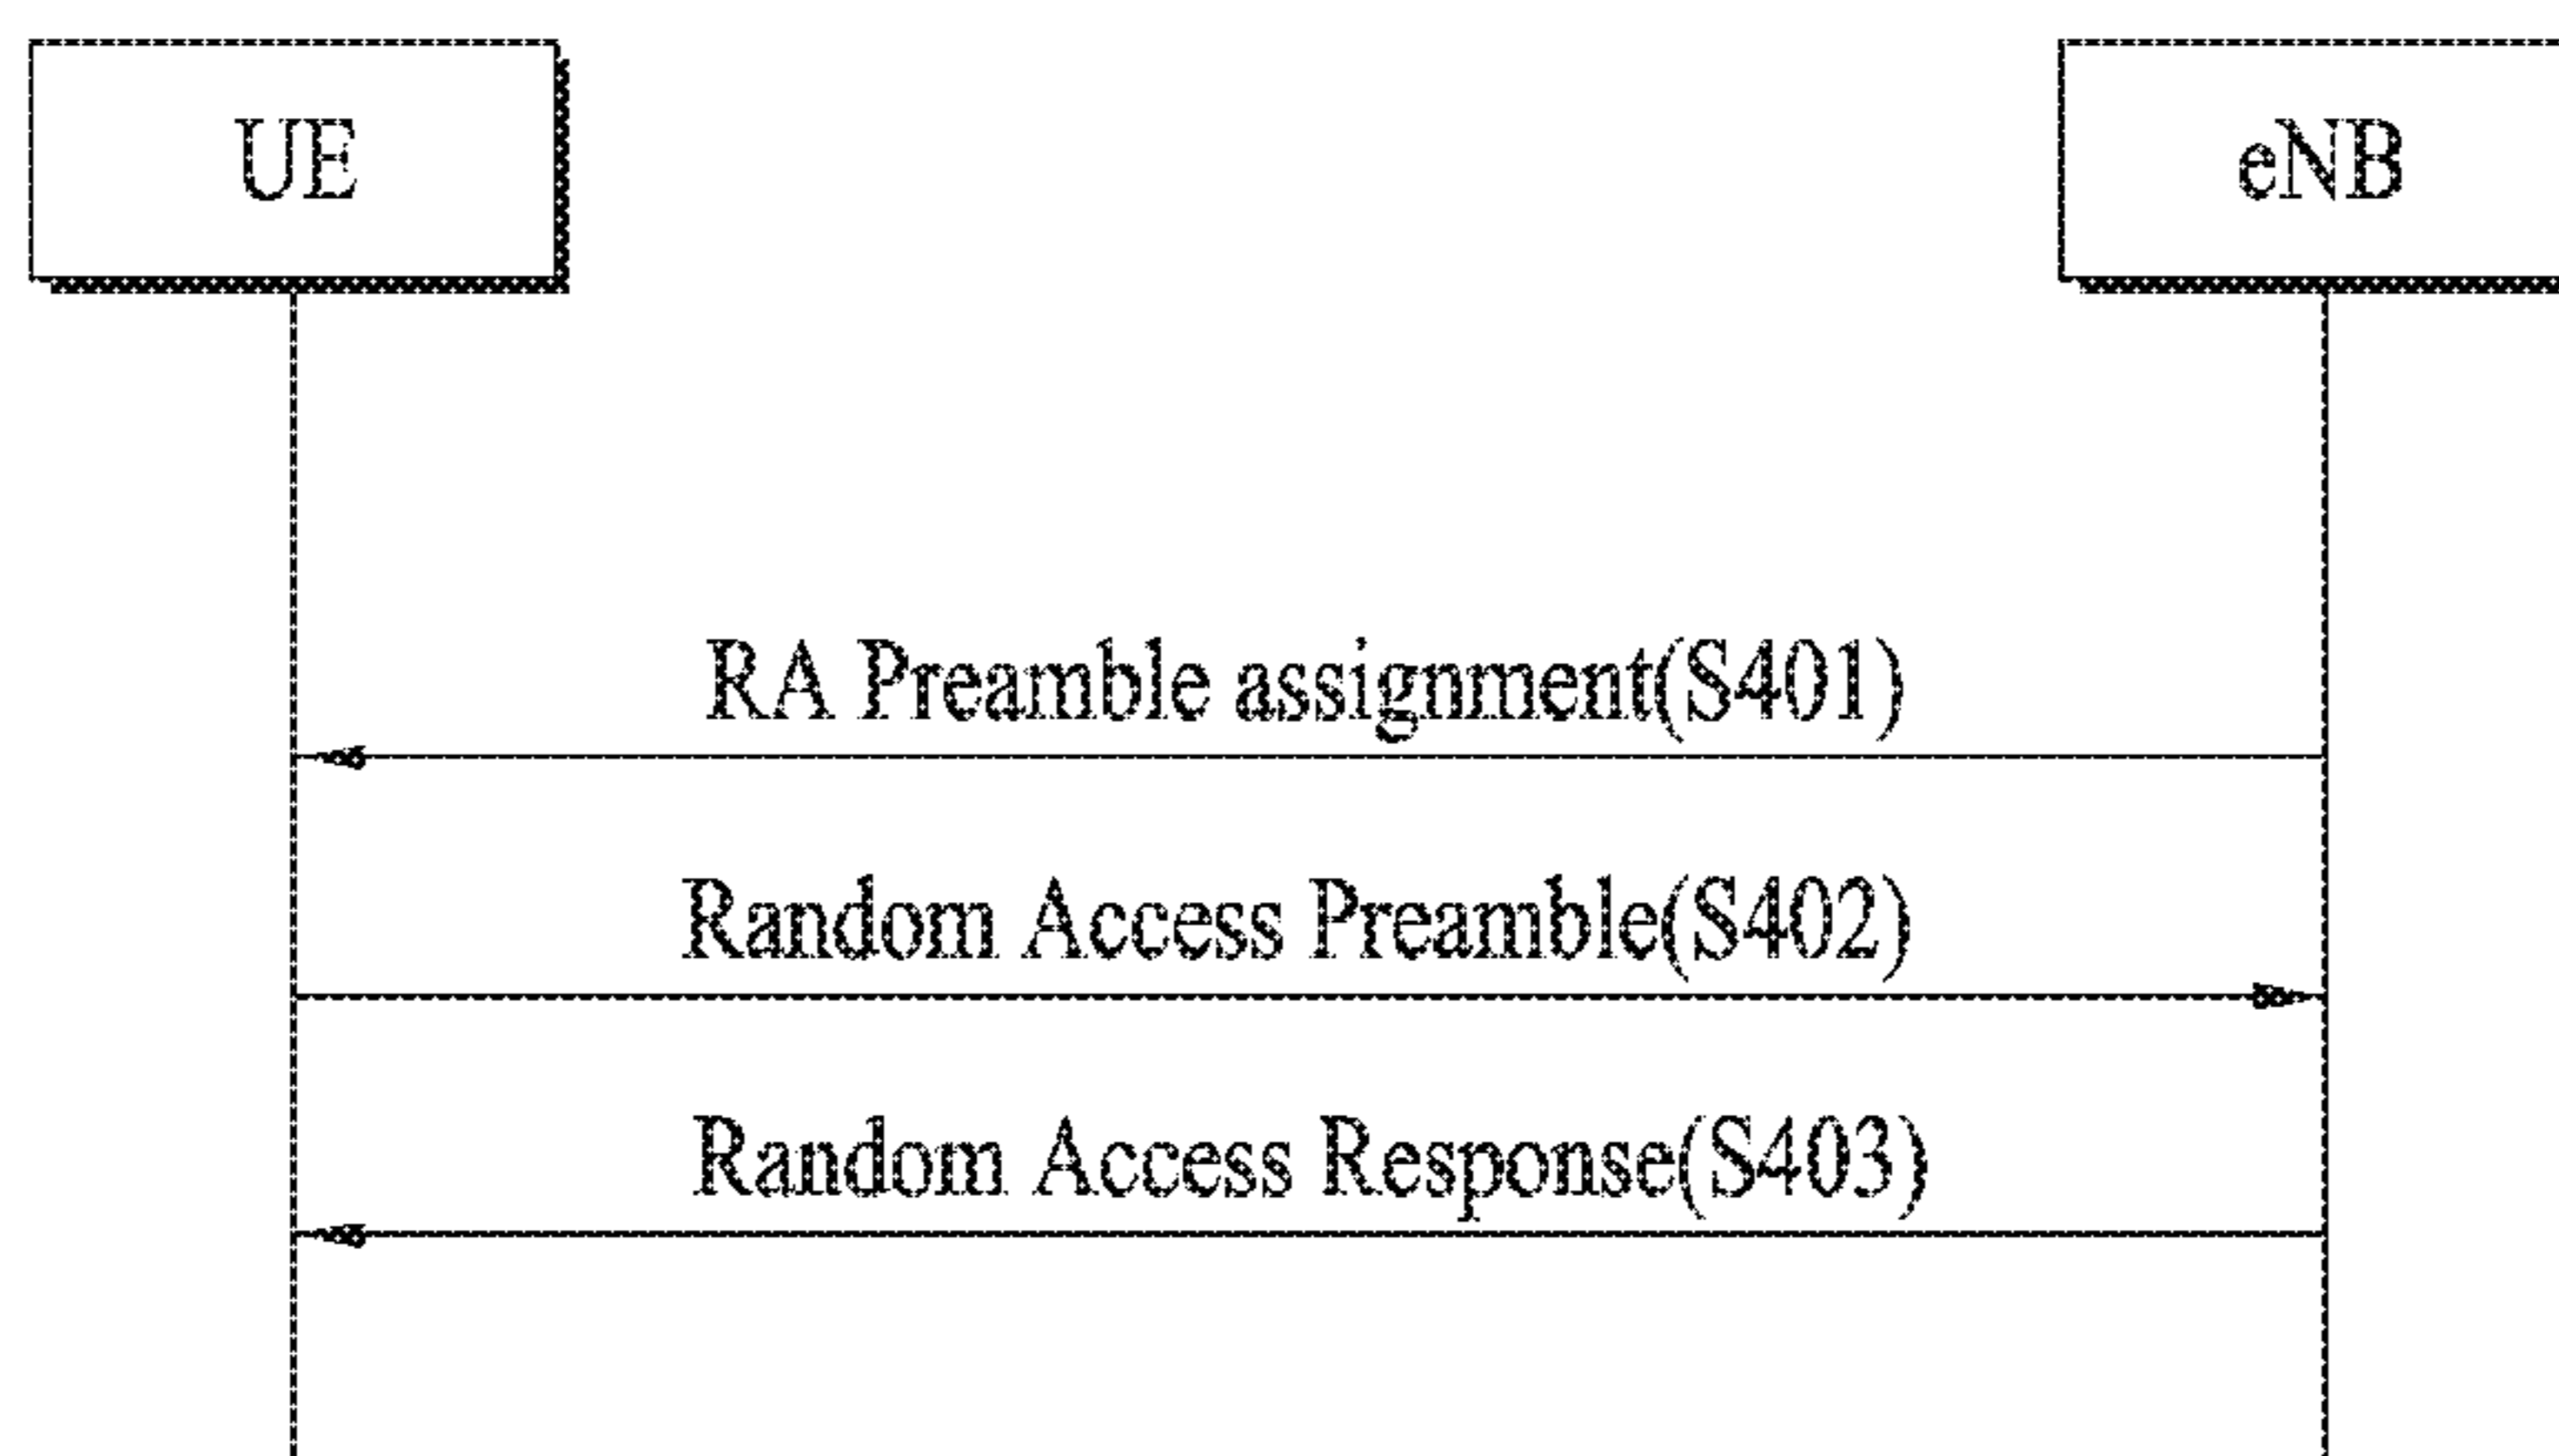 UE
eNB
RA Preamble assignment(S401)
Random Access Preamble(S402)
Random Access Response(S403)